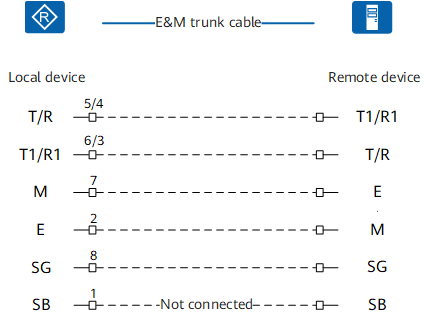 R
E&M trunk cable
Local device Remote device
T/R 5/4 T1/R1
T1/R1 6/3 T/R
M 7 E
E 2 M
SG 8 SG
SB 1 Not connected SB